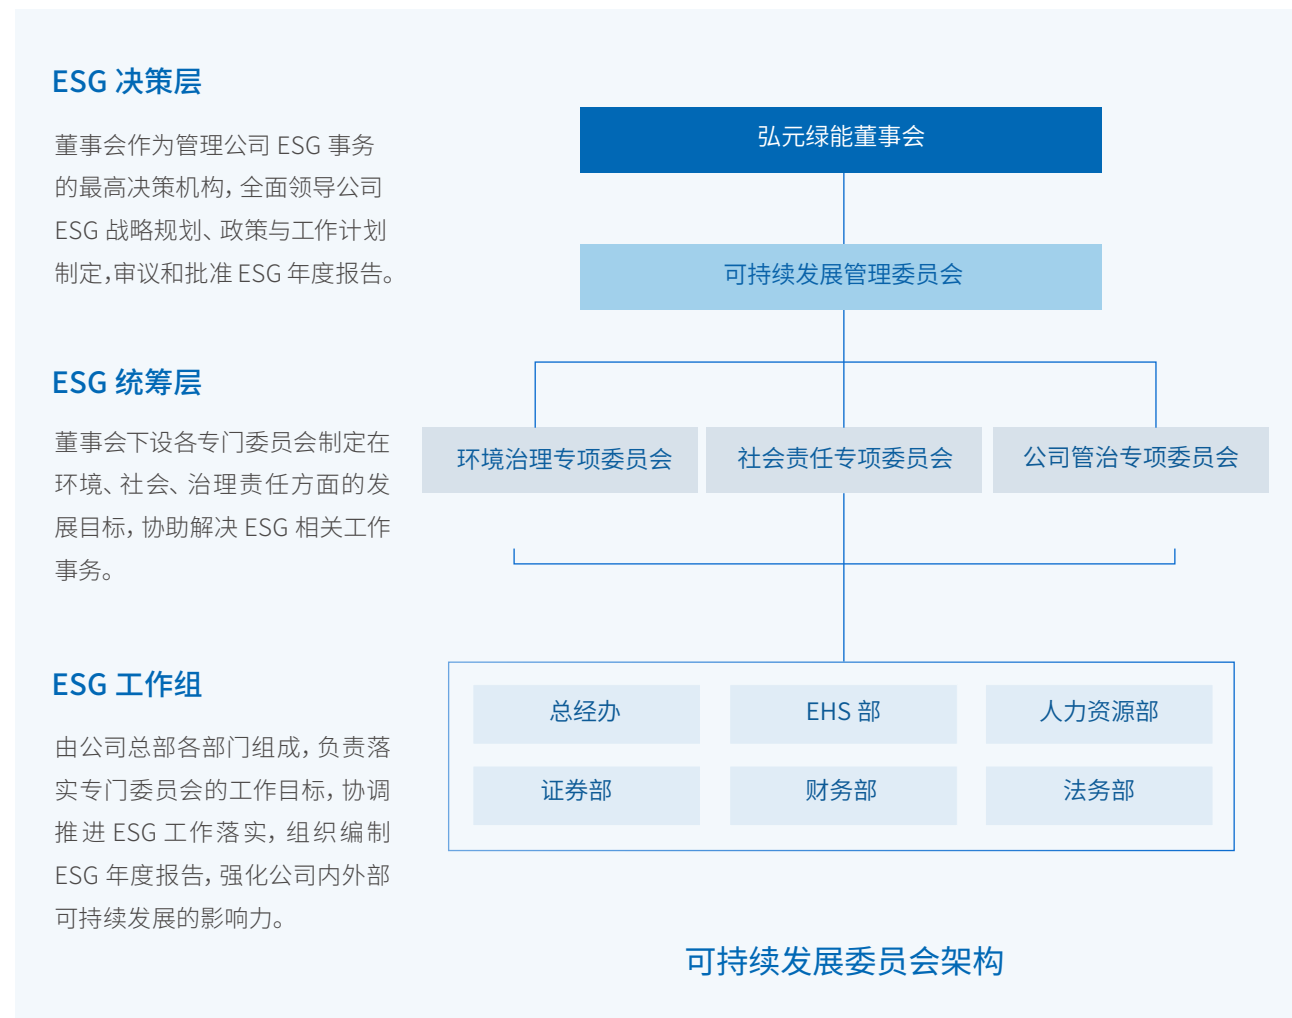 ESG 决策层
董事会作为管理公司 ESG 事务
的最高决策机构，全面领导公司
ESG 战略规划、政策与工作计划
制定，审议和批准 ESG 年度报告。
ESG 统筹层
董事会下设各专门委员会制定在
环境、社会、治理责任方面的发
展目标，协助解决 ESG 相关工作
事务。
ESG 工作组
由公司总部各部门组成，负责落
实专门委员会的工作目标，协调
推进 ESG 工作落实，组织编制
ESG 年度报告，强化公司内外部
可持续发展的影响力。
弘元绿能董事会
可持续发展管理委员会
环境治理专项委员会
社会责任专项委员会
公司管治专项委员会
总经办
EHS 部
人力资源部
证券部
财务部
法务部
可持续发展委员会架构